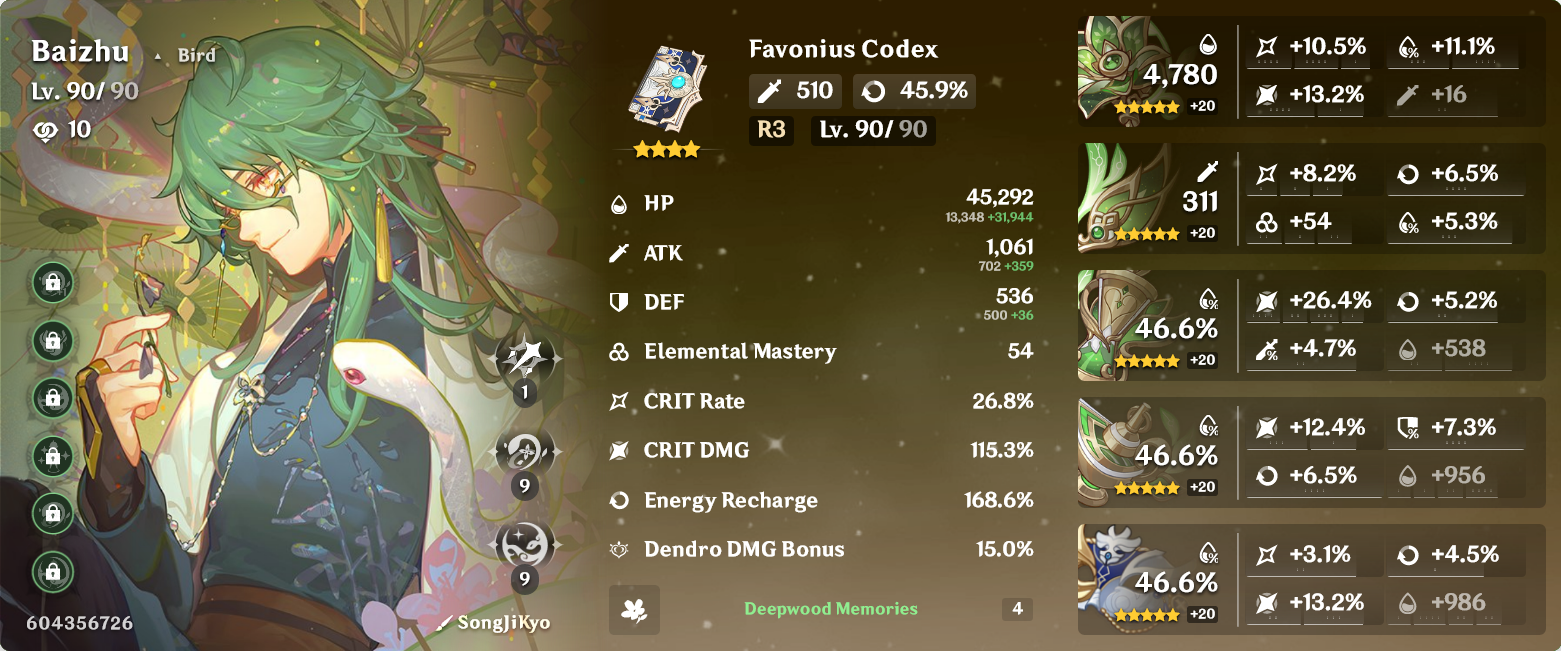 Baizhu ▲ Bird
Lv. 90/ 90
10
1
9
9
604356726
SongJiKyo
Favonius Codex
510 45.9%
R3 Lv. 90/ 90
HP 45,292
13,348 +31,944
ATK 1,061
702 +359
DEF 536
500 +36
Elemental Mastery 54
CRIT Rate 26.8%
CRIT DMG 115.3%
Energy Recharge 168.6%
Dendro DMG Bonus 15.0%
Deepwood Memories 4
4,780
+20
+10.5% +11.1%
+13.2% +16
311
+20
+8.2% +6.5%
+54 +5.3%
46.6%
+20
+26.4% +5.2%
+4.7% +538
46.6%
+20
+12.4% +7.3%
+6.5% +956
46.6%
+20
+3.1% +4.5%
+13.2% +986